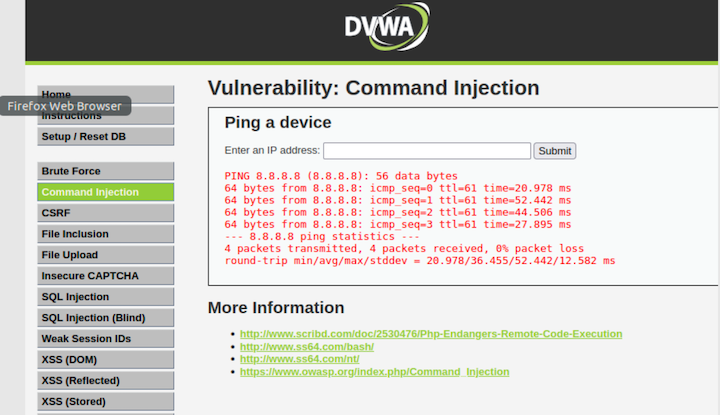 DVWA
Home
Firefox Web Browser
Instructions
Setup / Reset DB
Brute Force
Command Injection
CSRF
File Inclusion
File Upload
Insecure CAPTCHA
SQL Injection
SQL Injection (Blind)
Weak Session IDs
XSS (DOM)
XSS (Reflected)
XSS (Stored)
Vulnerability: Command Injection
Ping a device
Enter an IP address: Submit
PING 8.8.8.8 (8.8.8.8): 56 data bytes
64 bytes from 8.8.8.8: icmp_seq=0 ttl=61 time=20.978 ms
64 bytes from 8.8.8.8: icmp_seq=1 ttl=61 time=52.442 ms
64 bytes from 8.8.8.8: icmp_seq=2 ttl=61 time=44.506 ms
64 bytes from 8.8.8.8: icmp_seq=3 ttl=61 time=27.895 ms
--- 8.8.8.8 ping statistics ---
4 packets transmitted, 4 packets received, 0% packet loss
round-trip min/avg/max/stddev = 20.978/36.455/52.442/12.582 ms
More Information
http://www.scribd.com/doc/2530476/Php-Endangers-Remote-Code-Execution
http://www.ss64.com/bash/
http://www.ss64.com/nt/
https://www.owasp.org/index.php/Command_Injection